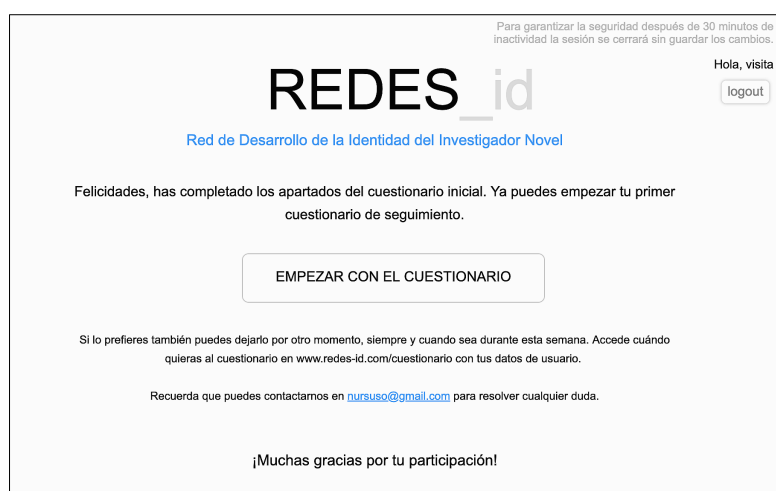 Para garantizar la seguridad después de 30 minutos de
inactividad la sesión se cerrará sin guardar los cambios.
Hola, visita
logout
REDES_id
Red de Desarrollo de la Identidad del Investigador Novel
Felicidades, has completado los apartados del cuestionario inicial. Ya puedes empezar tu primer
cuestionario de seguimiento.
EMPEZAR CON EL CUESTIONARIO
Si lo prefieres también puedes dejarlo por otro momento, siempre y cuando sea durante esta semana. Accede cuándo
quieras al cuestionario en www.redes-id.com/cuestionario con tus datos de usuario.
Recuerda que puedes contactarnos en nursuso@gmail.com para resolver cualquier duda.
¡Muchas gracias por tu participación!